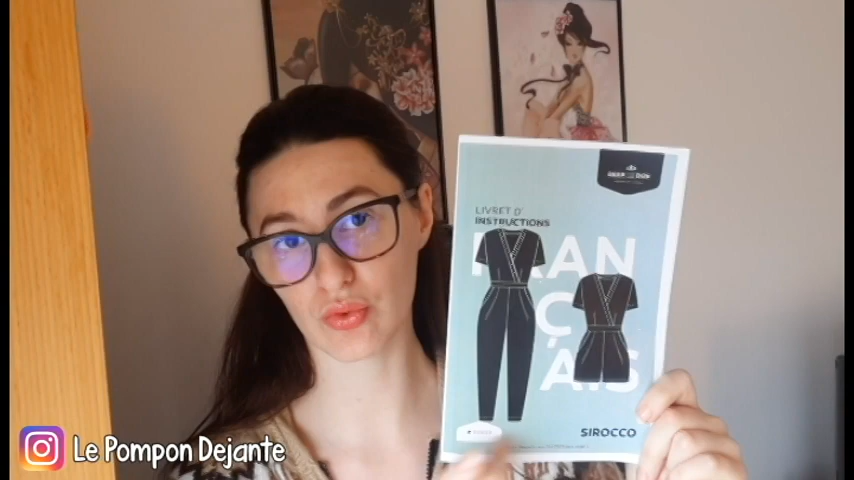 LIVRET D'
INSTRUCTIONS
FRAN
Ç
AIS
SIROCCO
Le Pompon Dejante